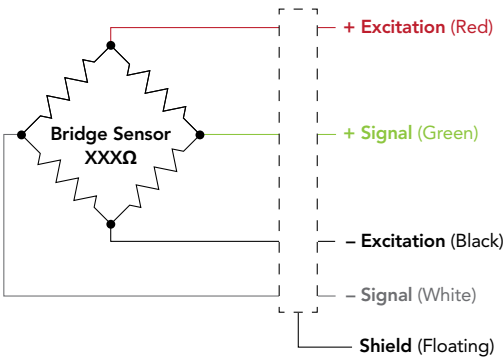 + Excitation (Red)
Bridge Sensor
XXXΩ
+ Signal (Green)
– Excitation (Black)
– Signal (White)
Shield (Floating)